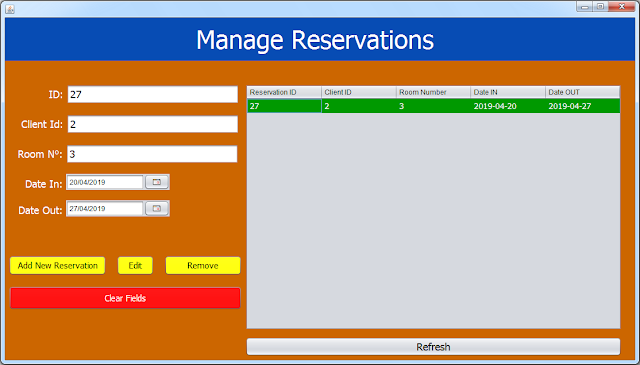 Manage Reservations
ID: 27
Client Id: 2
Room Nº: 3
Date In: 20/04/2019
Date Out: 27/04/2019
Add New Reservation Edit Remove
Clear Fields
Reservation ID Client ID Room Number Date IN Date OUT
27 2 3 2019-04-20 2019-04-27
Refresh